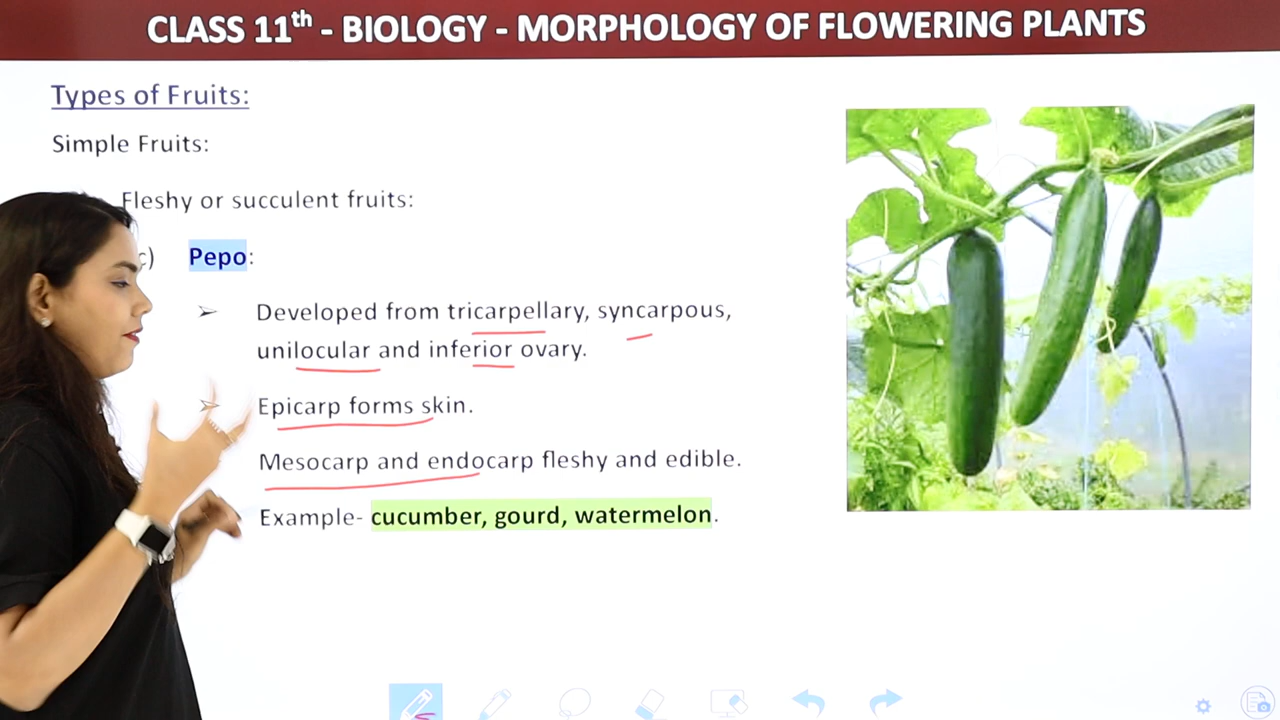 CLASS 11th - BIOLOGY - MORPHOLOGY OF FLOWERING PLANTS
Types of Fruits:
Simple Fruits:
Fleshy or succulent fruits:
c) Pepo:
➢ Developed from tricarpellary, syncarpous,
unilocular and inferior ovary.
➢ Epicarp forms skin.
Mesocarp and endocarp fleshy and edible.
Example- cucumber, gourd, watermelon.